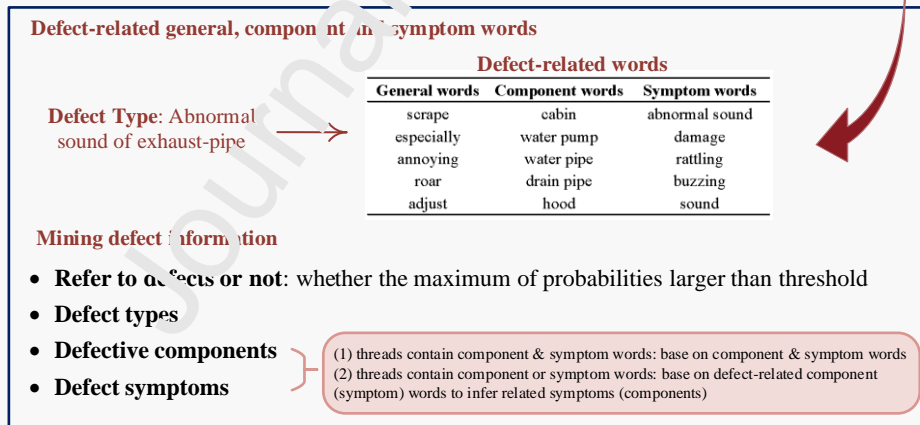 Defect-related general, component and symptom words
Defect-related words
General words Component words Symptom words
Defect Type: Abnormal
sound of exhaust-pipe
scrape cabin abnormal sound
especially water pump damage
annoying water pipe rattling
roar drain pipe buzzing
adjust hood sound
Mining defect information
• Refer to defects or not: whether the maximum of probabilities larger than threshold
• Defect types
• Defective components
• Defect symptoms
(1) threads contain component & symptom words: base on component & symptom words
(2) threads contain component or symptom words: base on defect-related component
(symptom) words to infer related symptoms (components)
Journal